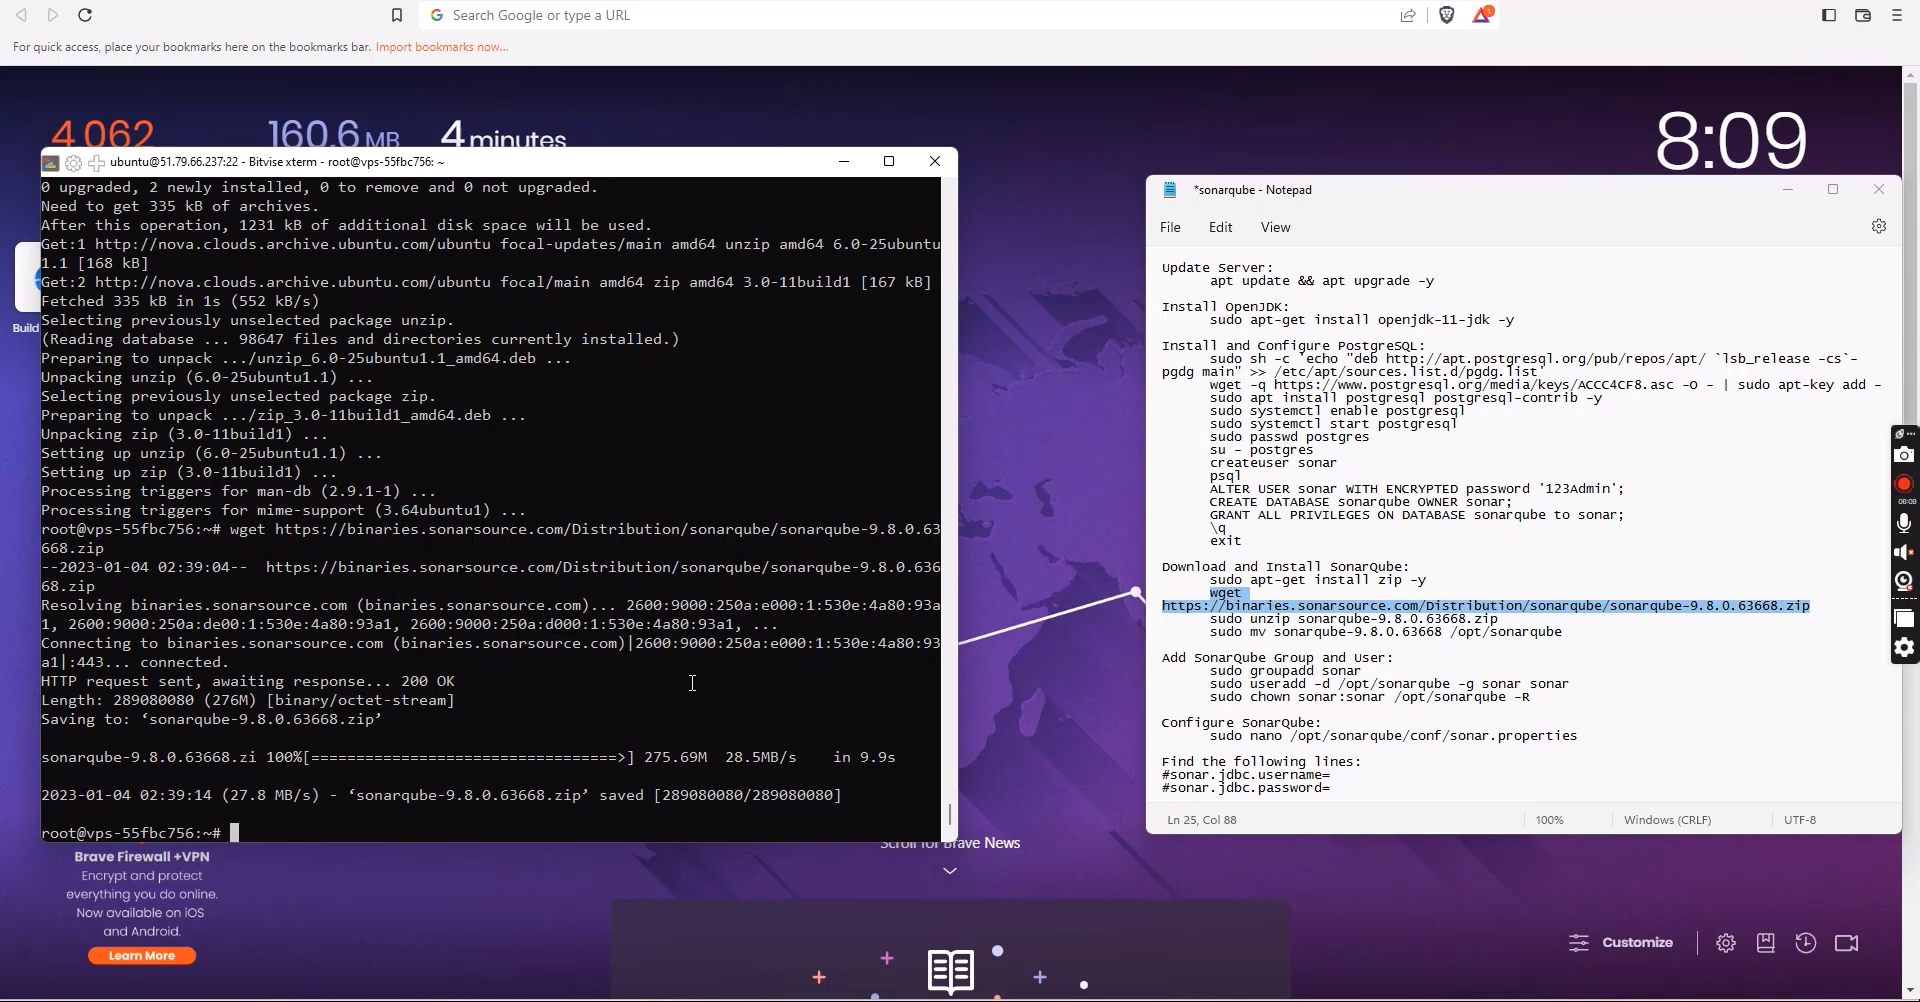 Search Google or type a URL
1
For quick access, place your bookmarks here on the bookmarks bar. Import bookmarks now...
4,062
160.6 MB
4 minutes
8:09
Build
ubuntu@51.79.66.237:22 - Bitvise xterm - root@vps-55fbc756: ~
0 upgraded, 2 newly installed, 0 to remove and 0 not upgraded.
Need to get 335 kB of archives.
After this operation, 1231 kB of additional disk space will be used.
Get:1 http://nova.clouds.archive.ubuntu.com/ubuntu focal-updates/main amd64 unzip amd64 6.0-25ubuntu
1.1 [168 kB]
Get:2 http://nova.clouds.archive.ubuntu.com/ubuntu focal/main amd64 zip amd64 3.0-11build1 [167 kB]
Fetched 335 kB in 1s (552 kB/s)
Selecting previously unselected package unzip.
(Reading database ... 98647 files and directories currently installed.)
Preparing to unpack .../unzip_6.0-25ubuntu1.1_amd64.deb ...
Unpacking unzip (6.0-25ubuntu1.1) ...
Selecting previously unselected package zip.
Preparing to unpack .../zip_3.0-11build1_amd64.deb ...
Unpacking zip (3.0-11build1) ...
Setting up unzip (6.0-25ubuntu1.1) ...
Setting up zip (3.0-11build1) ...
Processing triggers for man-db (2.9.1-1) ...
Processing triggers for mime-support (3.64ubuntu1) ...
root@vps-55fbc756:~# wget https://binaries.sonarsource.com/Distribution/sonarqube/sonarqube-9.8.0.63
668.zip
--2023-01-04 02:39:04--  https://binaries.sonarsource.com/Distribution/sonarqube/sonarqube-9.8.0.636
68.zip
Resolving binaries.sonarsource.com (binaries.sonarsource.com)... 2600:9000:250a:e000:1:530e:4a80:93a
1, 2600:9000:250a:de00:1:530e:4a80:93a1, 2600:9000:250a:d000:1:530e:4a80:93a1, ...
Connecting to binaries.sonarsource.com (binaries.sonarsource.com)|2600:9000:250a:e000:1:530e:4a80:93
a1|:443... connected.
HTTP request sent, awaiting response... 200 OK
Length: 289080080 (276M) [binary/octet-stream]
Saving to: ‘sonarqube-9.8.0.63668.zip’
sonarqube-9.8.0.63668.zi 100%[=================================>] 275.69M  28.5MB/s    in 9.9s
2023-01-04 02:39:14 (27.8 MB/s) - ‘sonarqube-9.8.0.63668.zip’ saved [289080080/289080080]
root@vps-55fbc756:~#
*sonarqube - Notepad
File
Edit
View
Update Server:
apt update && apt upgrade -y
Install OpenJDK:
sudo apt-get install openjdk-11-jdk -y
Install and Configure PostgreSQL:
sudo sh -c 'echo "deb http://apt.postgresql.org/pub/repos/apt/ `lsb_release -cs`-
pgdg main" >> /etc/apt/sources.list.d/pgdg.list'
wget -q https://www.postgresql.org/media/keys/ACCC4CF8.asc -O - | sudo apt-key add -
sudo apt install postgresql postgresql-contrib -y
sudo systemctl enable postgresql
sudo systemctl start postgresql
sudo passwd postgres
su - postgres
createuser sonar
psql
ALTER USER sonar WITH ENCRYPTED password '123Admin';
CREATE DATABASE sonarqube OWNER sonar;
GRANT ALL PRIVILEGES ON DATABASE sonarqube to sonar;
\q
exit
Download and Install SonarQube:
sudo apt-get install zip -y
wget
https://binaries.sonarsource.com/Distribution/sonarqube/sonarqube-9.8.0.63668.zip
sudo unzip sonarqube-9.8.0.63668.zip
sudo mv sonarqube-9.8.0.63668 /opt/sonarqube
Add SonarQube Group and User:
sudo groupadd sonar
sudo useradd -d /opt/sonarqube -g sonar sonar
sudo chown sonar:sonar /opt/sonarqube -R
Configure SonarQube:
sudo nano /opt/sonarqube/conf/sonar.properties
Find the following lines:
#sonar.jdbc.username=
#sonar.jdbc.password=
Ln 25, Col 88
100%
Windows (CRLF)
UTF-8
06:09
Brave Firewall +VPN
Encrypt and protect
everything you do online.
Now available on iOS
and Android.
Learn More
Scroll for Brave News
Customize